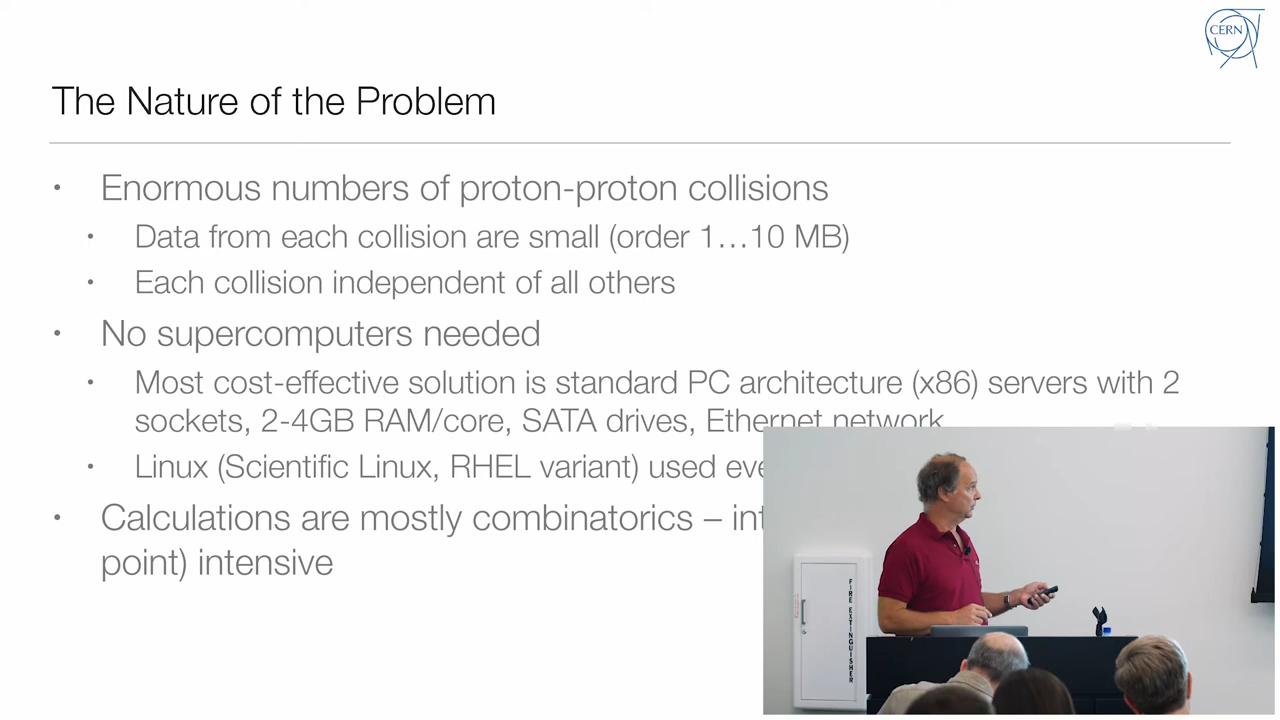 CERN
The Nature of the Problem
• Enormous numbers of proton-proton collisions
• Data from each collision are small (order 1…10 MB)
• Each collision independent of all others
• No supercomputers needed
• Most cost-effective solution is standard PC architecture (x86) servers with 2
sockets, 2-4GB RAM/core, SATA drives, Ethernet network
• Linux (Scientific Linux, RHEL variant) used
• Calculations are mostly combinatorics –
point) intensive
FIRE EXTINGUISHER